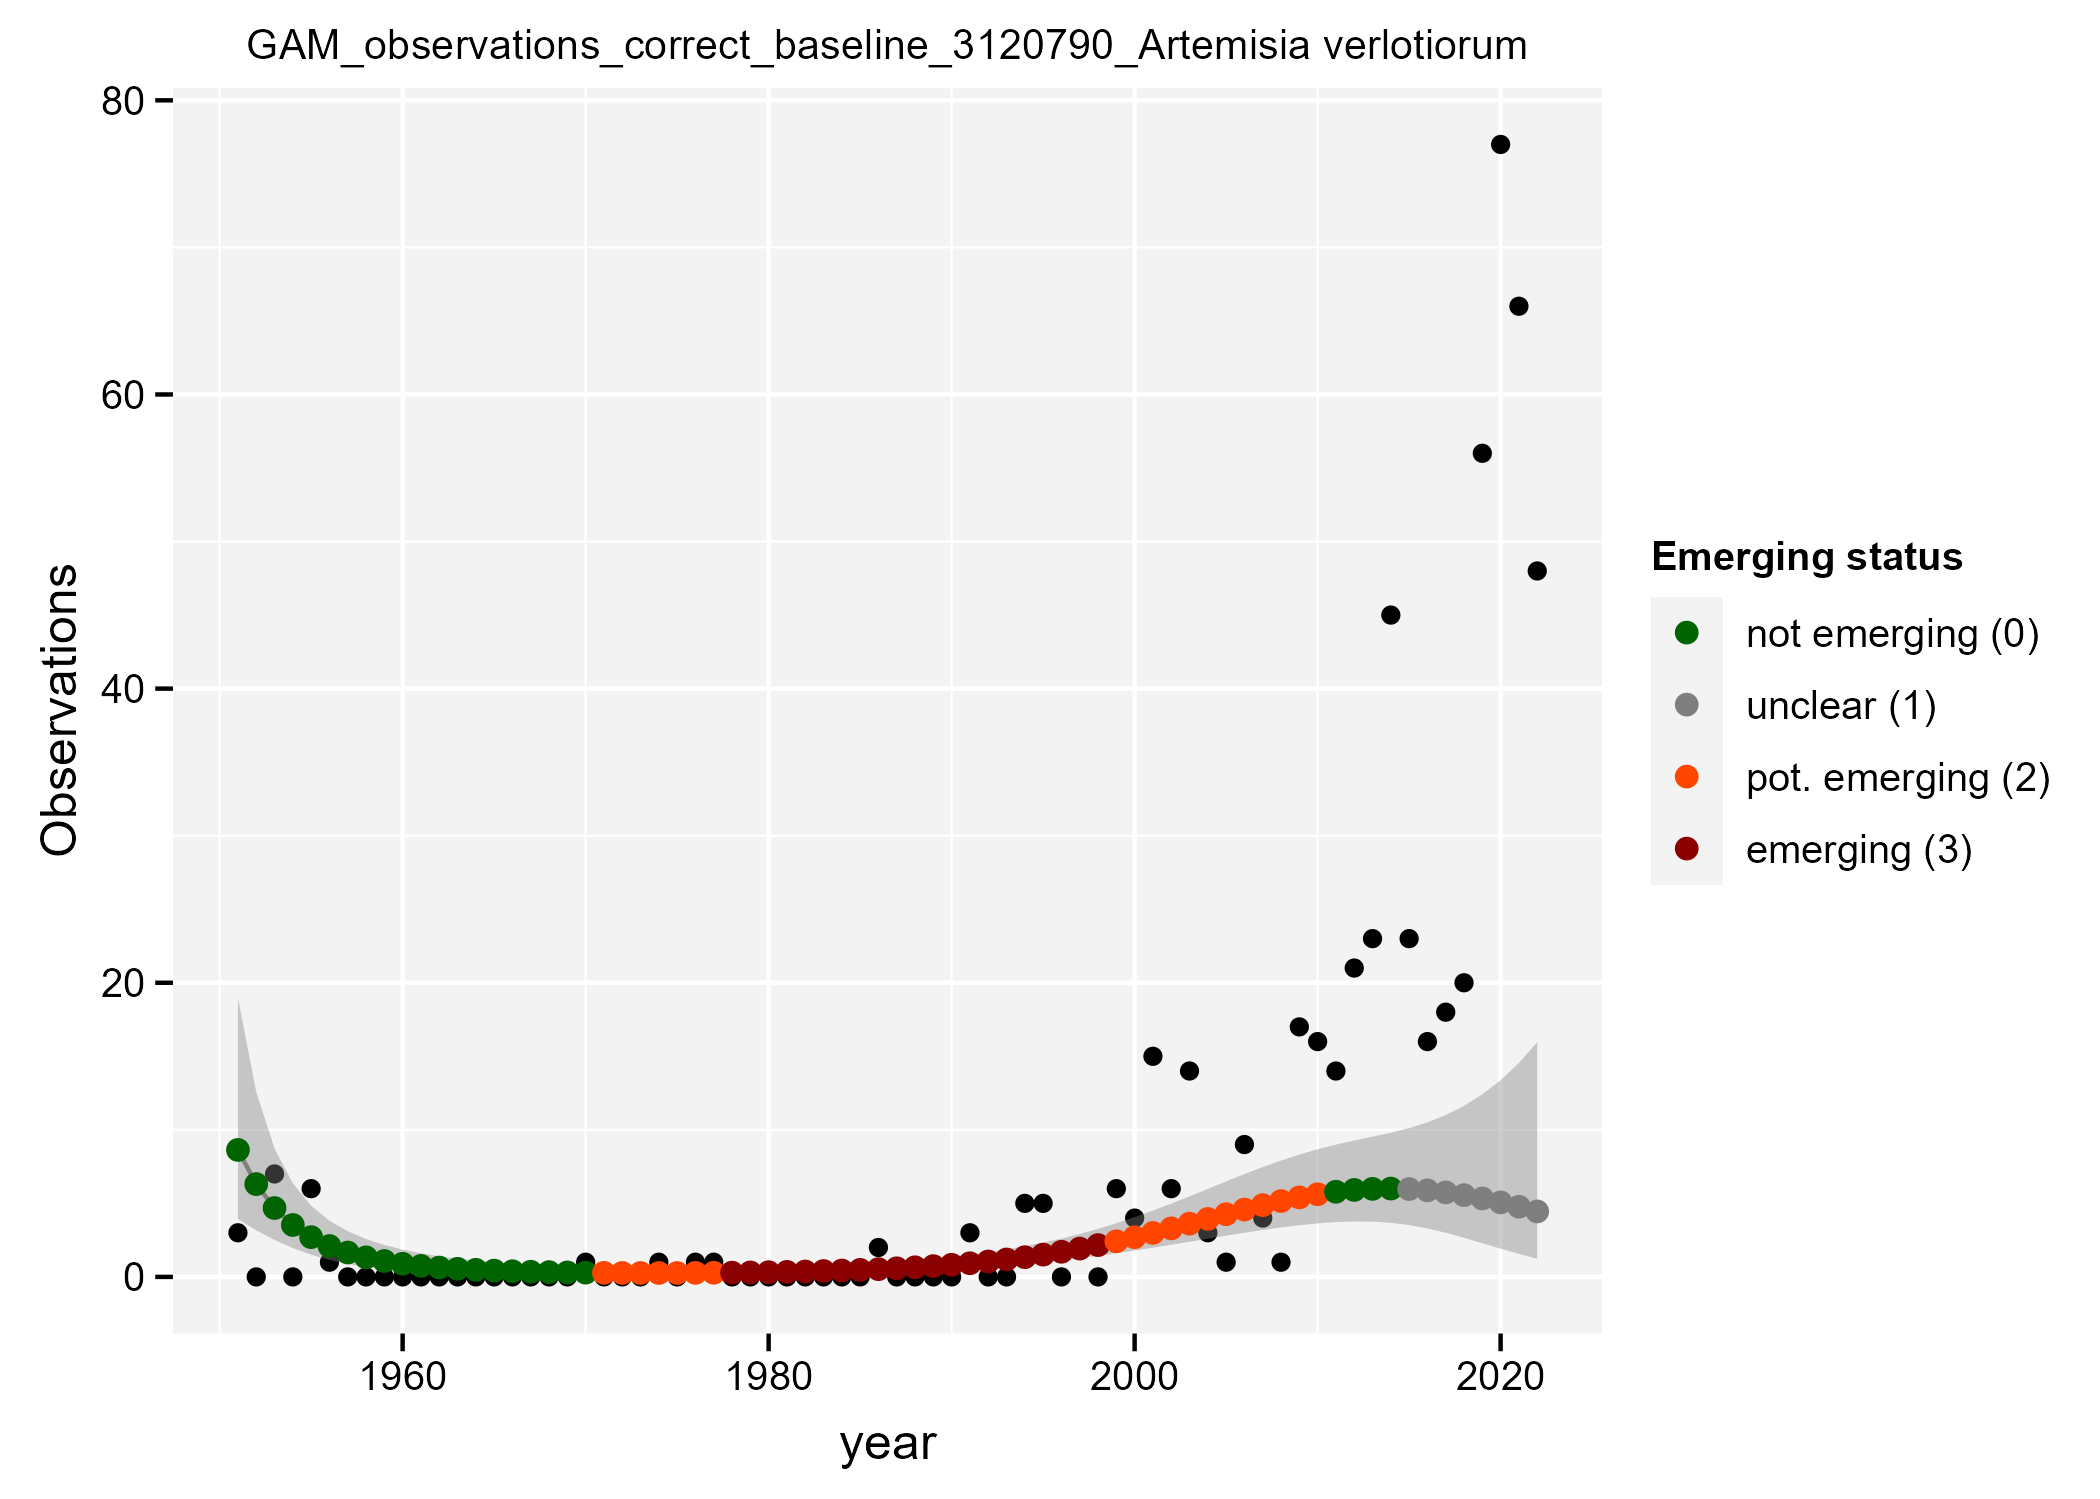 GAM_observations_correct_baseline_3120790_Artemisia verlotiorum
80
60
40
20
0
Observations
1960
1980
2000
2020
year
Emerging status
not emerging (0)
unclear (1)
pot. emerging (2)
emerging (3)